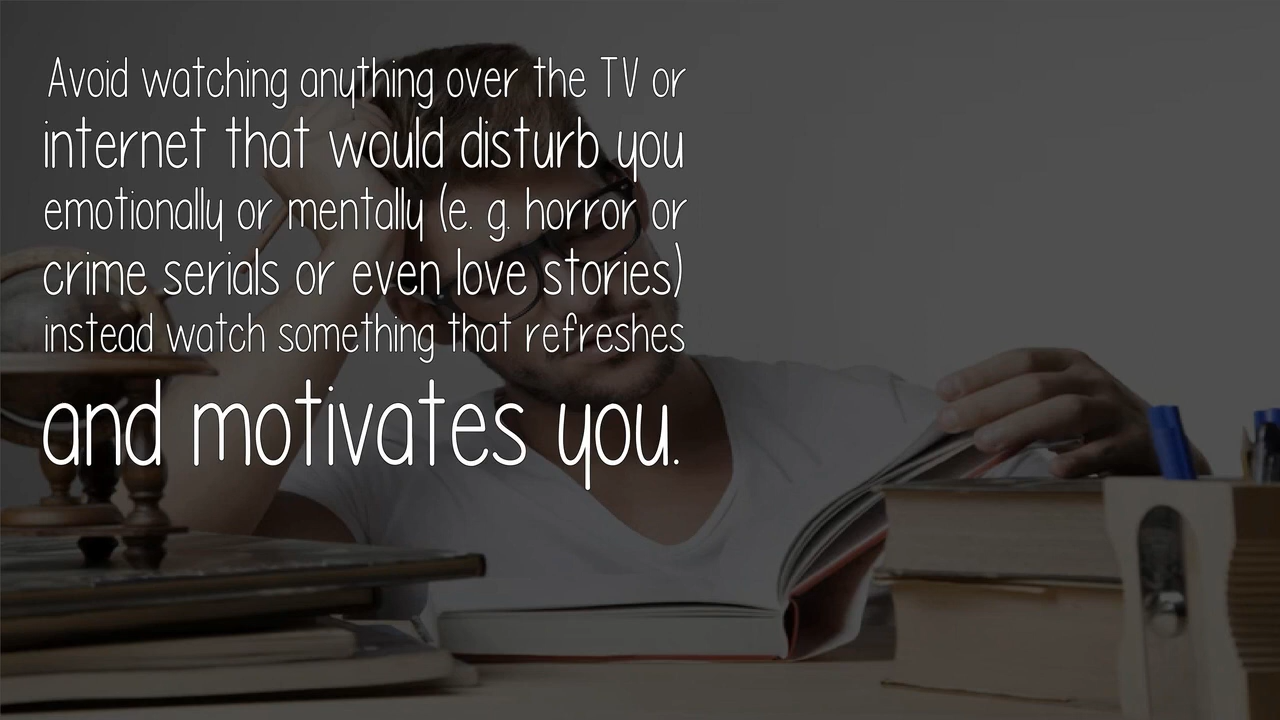 Avoid watching anything over the TV or
internet that would disturb you
emotionally or mentally (e. g. horror or
crime serials or even love stories)
instead watch something that refreshes
and motivates you.